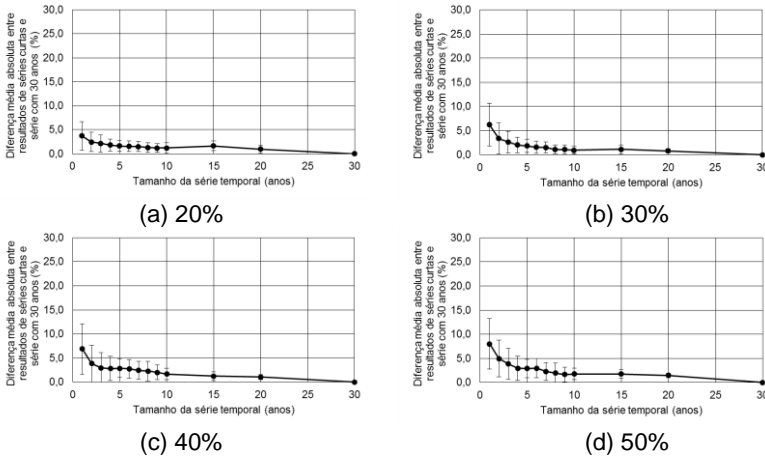 Diferença média absoluta entre
resultados de séries curtas e
série com 30 anos (%)
30,0
25,0
20,0
15,0
10,0
5,0
0,0
0 5 10 15 20 25 30
Tamanho da série temporal (anos)
(a) 20%
Diferença média absoluta entre
resultados de séries curtas e
série com 30 anos (%)
30,0
25,0
20,0
15,0
10,0
5,0
0,0
0 5 10 15 20 25 30
Tamanho da série temporal (anos)
(b) 30%
Diferença média absoluta entre
resultados de séries curtas e
série com 30 anos (%)
30,0
25,0
20,0
15,0
10,0
5,0
0,0
0 5 10 15 20 25 30
Tamanho da série temporal (anos)
(c) 40%
Diferença média absoluta entre
resultados de séries curtas e
série com 30 anos (%)
30,0
25,0
20,0
15,0
10,0
5,0
0,0
0 5 10 15 20 25 30
Tamanho da série temporal (anos)
(d) 50%